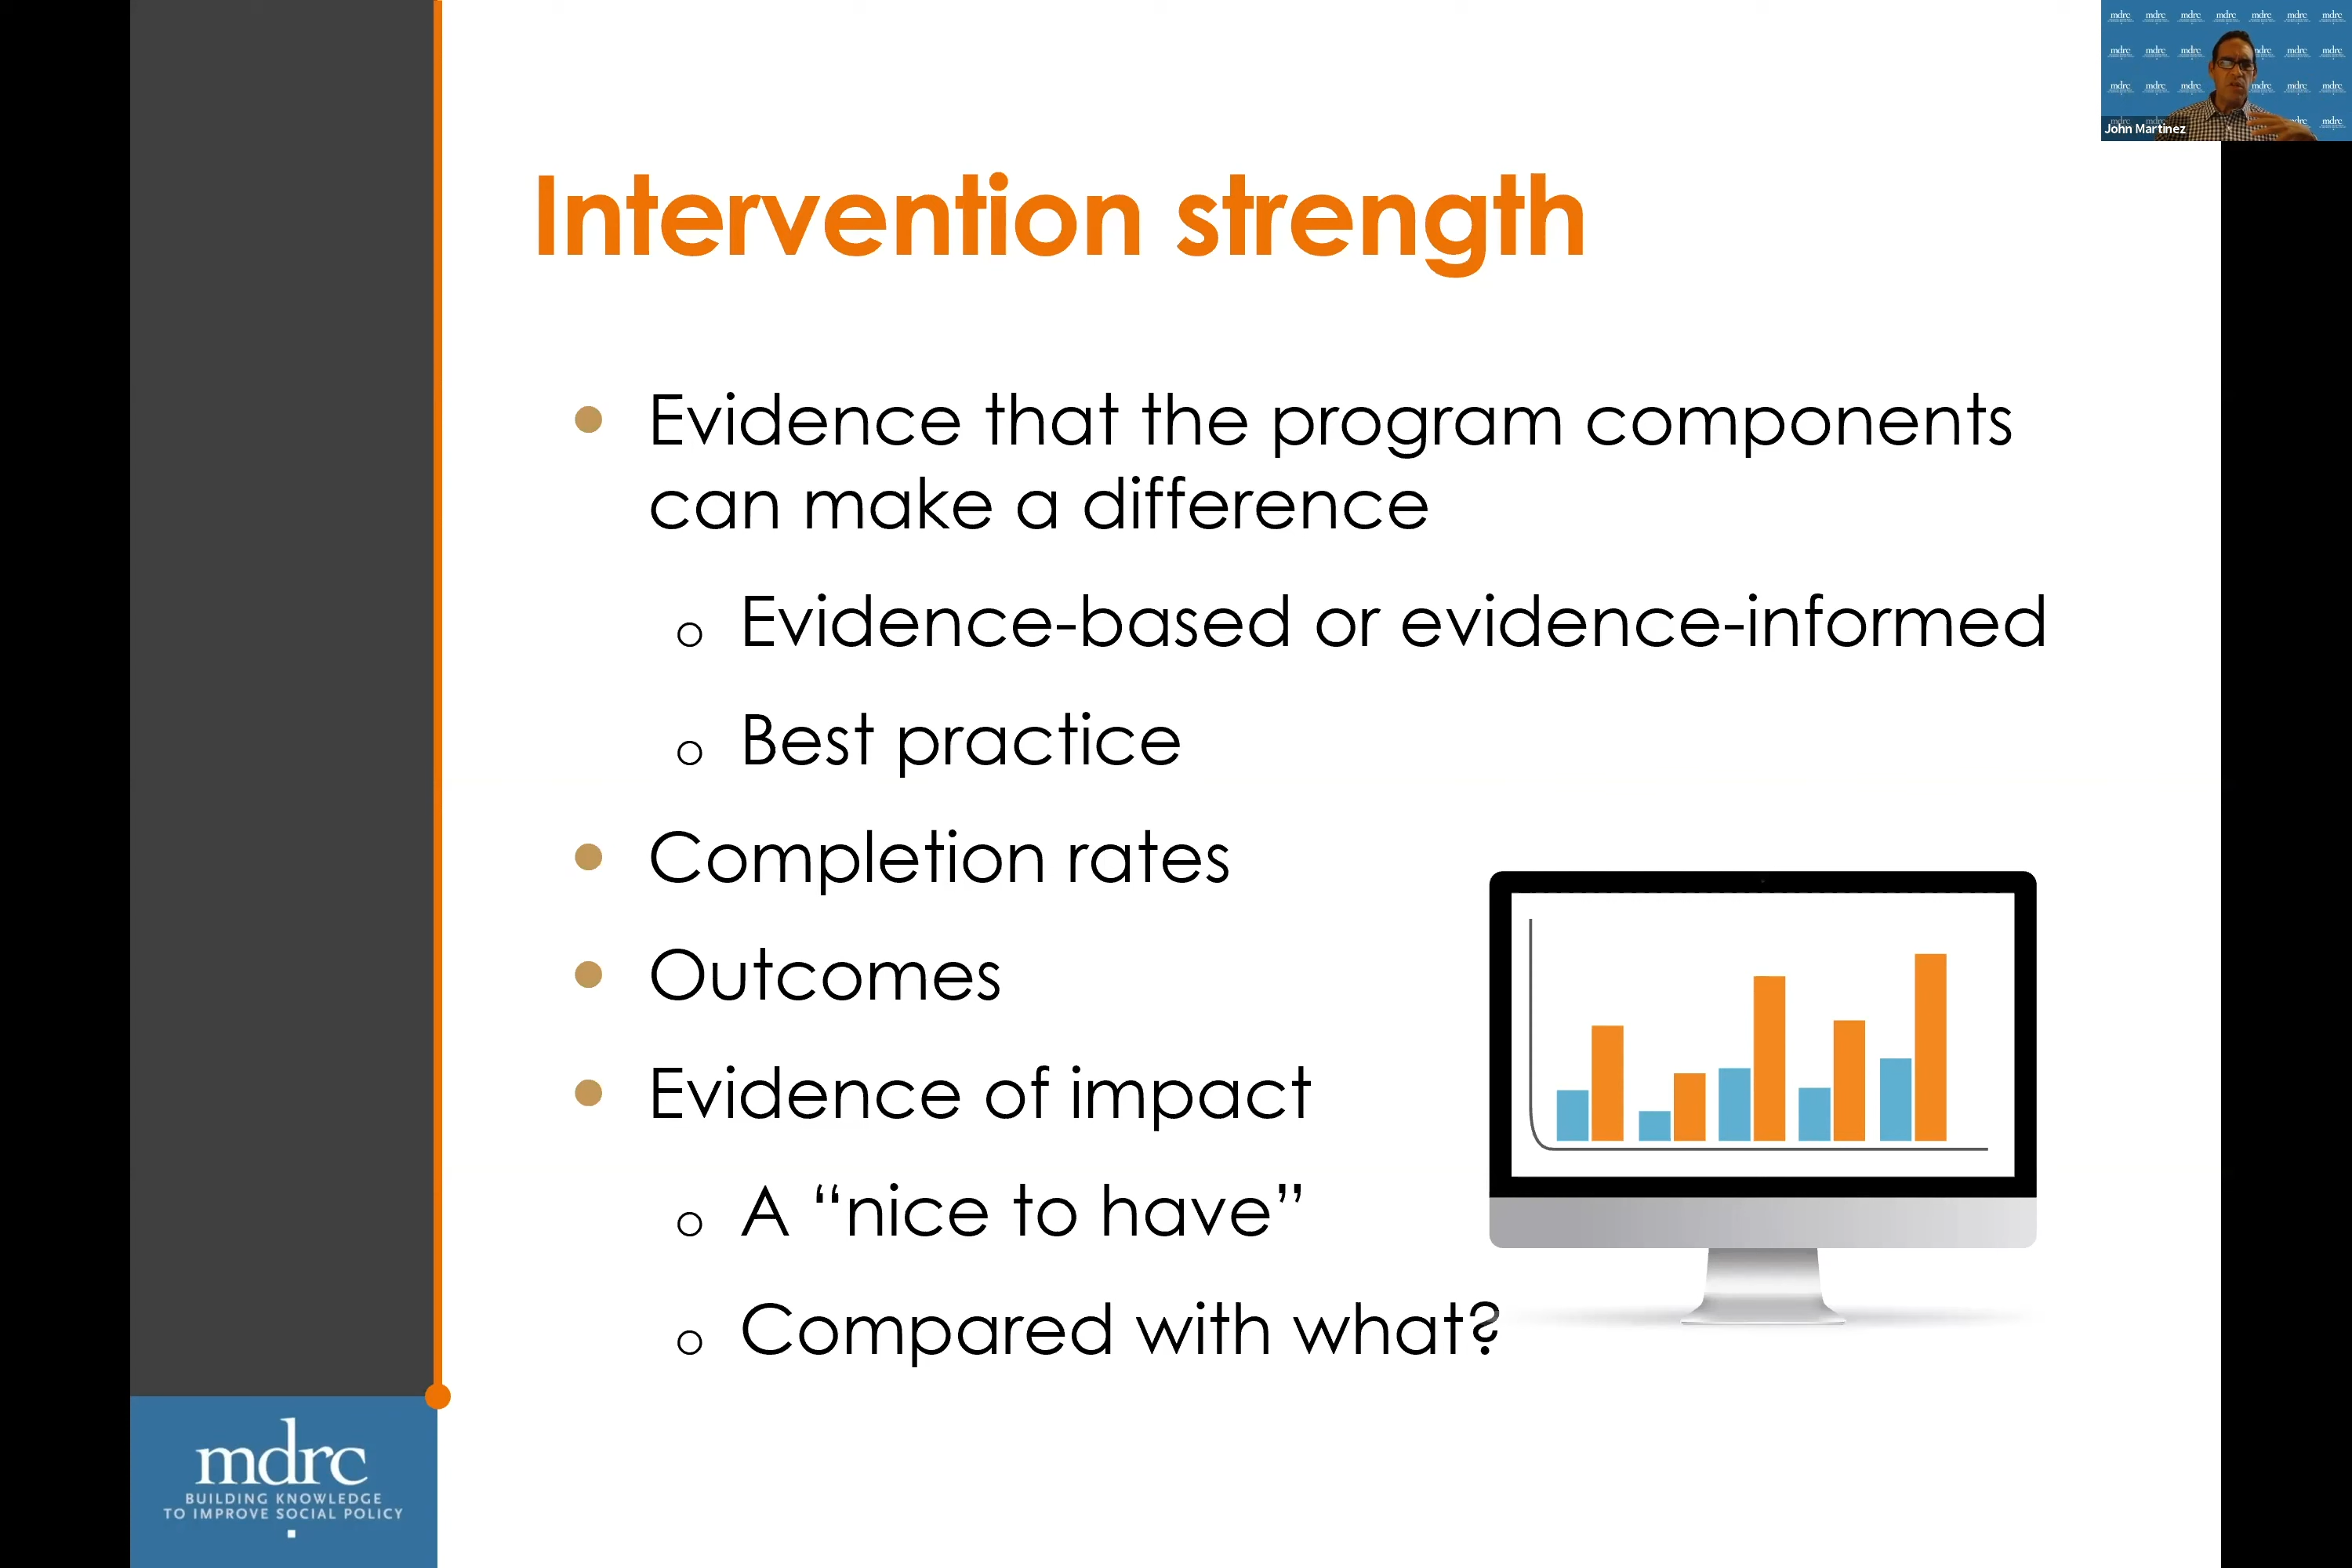 John Martinez
Intervention strength
Evidence that the program components
can make a difference
Evidence-based or evidence-informed
Best practice
Completion rates
Outcomes
Evidence of impact
A “nice to have”
Compared with what?
mdrc
BUILDING KNOWLEDGE
TO IMPROVE SOCIAL POLICY